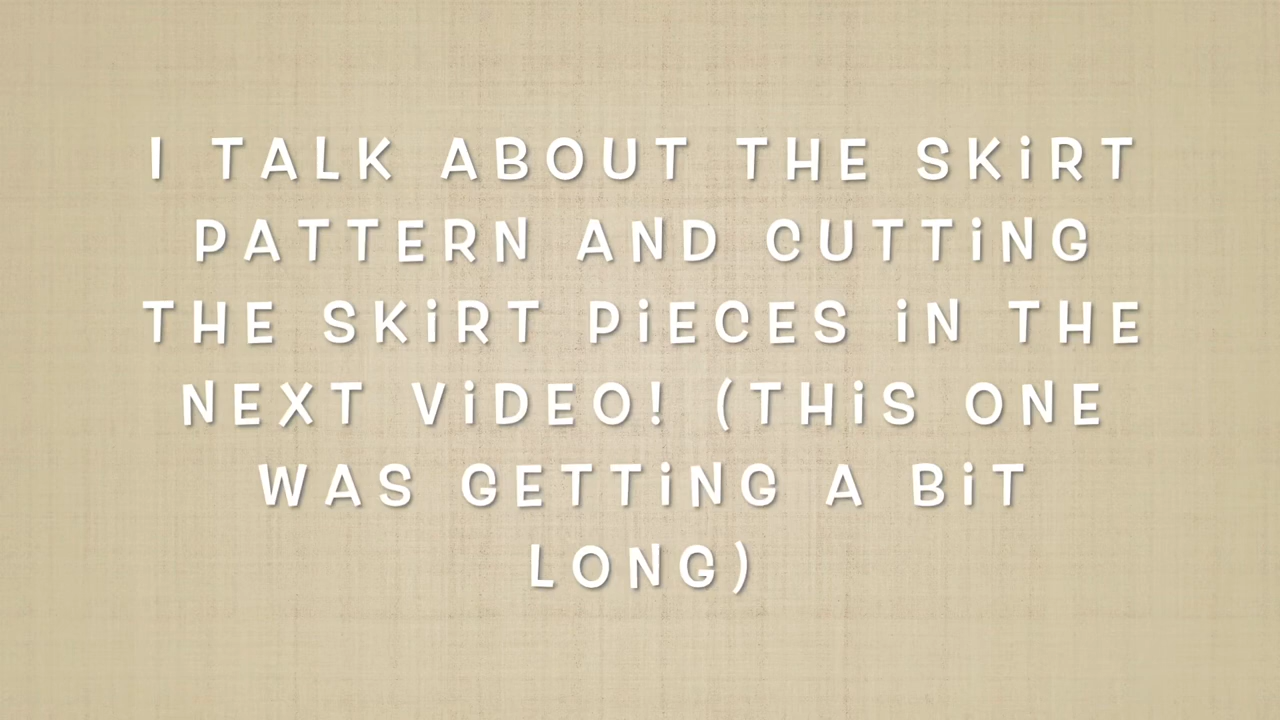 I TALK ABOUT THE SKiRT
PATTERN AND CUTTiNG
THE SKiRT PiECES iN THE
NEXT ViDEO! (THiS ONE
WAS GETTiNG A BiT
LONG)